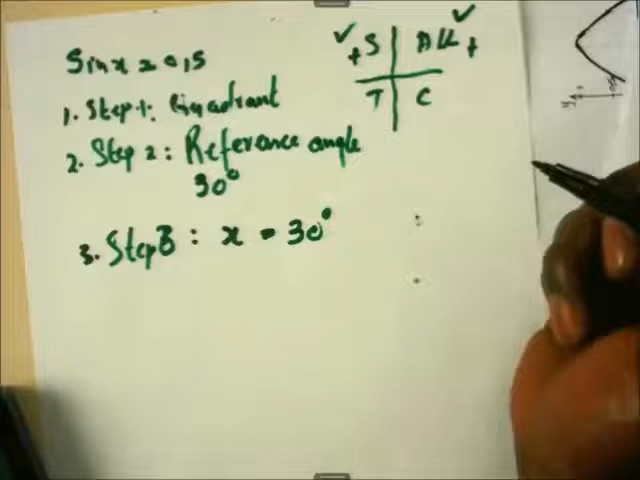 Sin x = 0,5
✓ +S | All + ✓
T | C
1. Step 1: Quadrant
2. Step 2: Reference angle
30°
3. Step 3: x = 30°